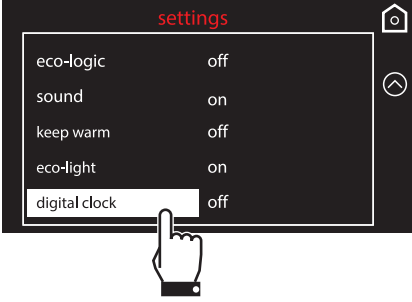 settings
eco-logic off
sound on
keep warm off
eco-light on
digital clock off